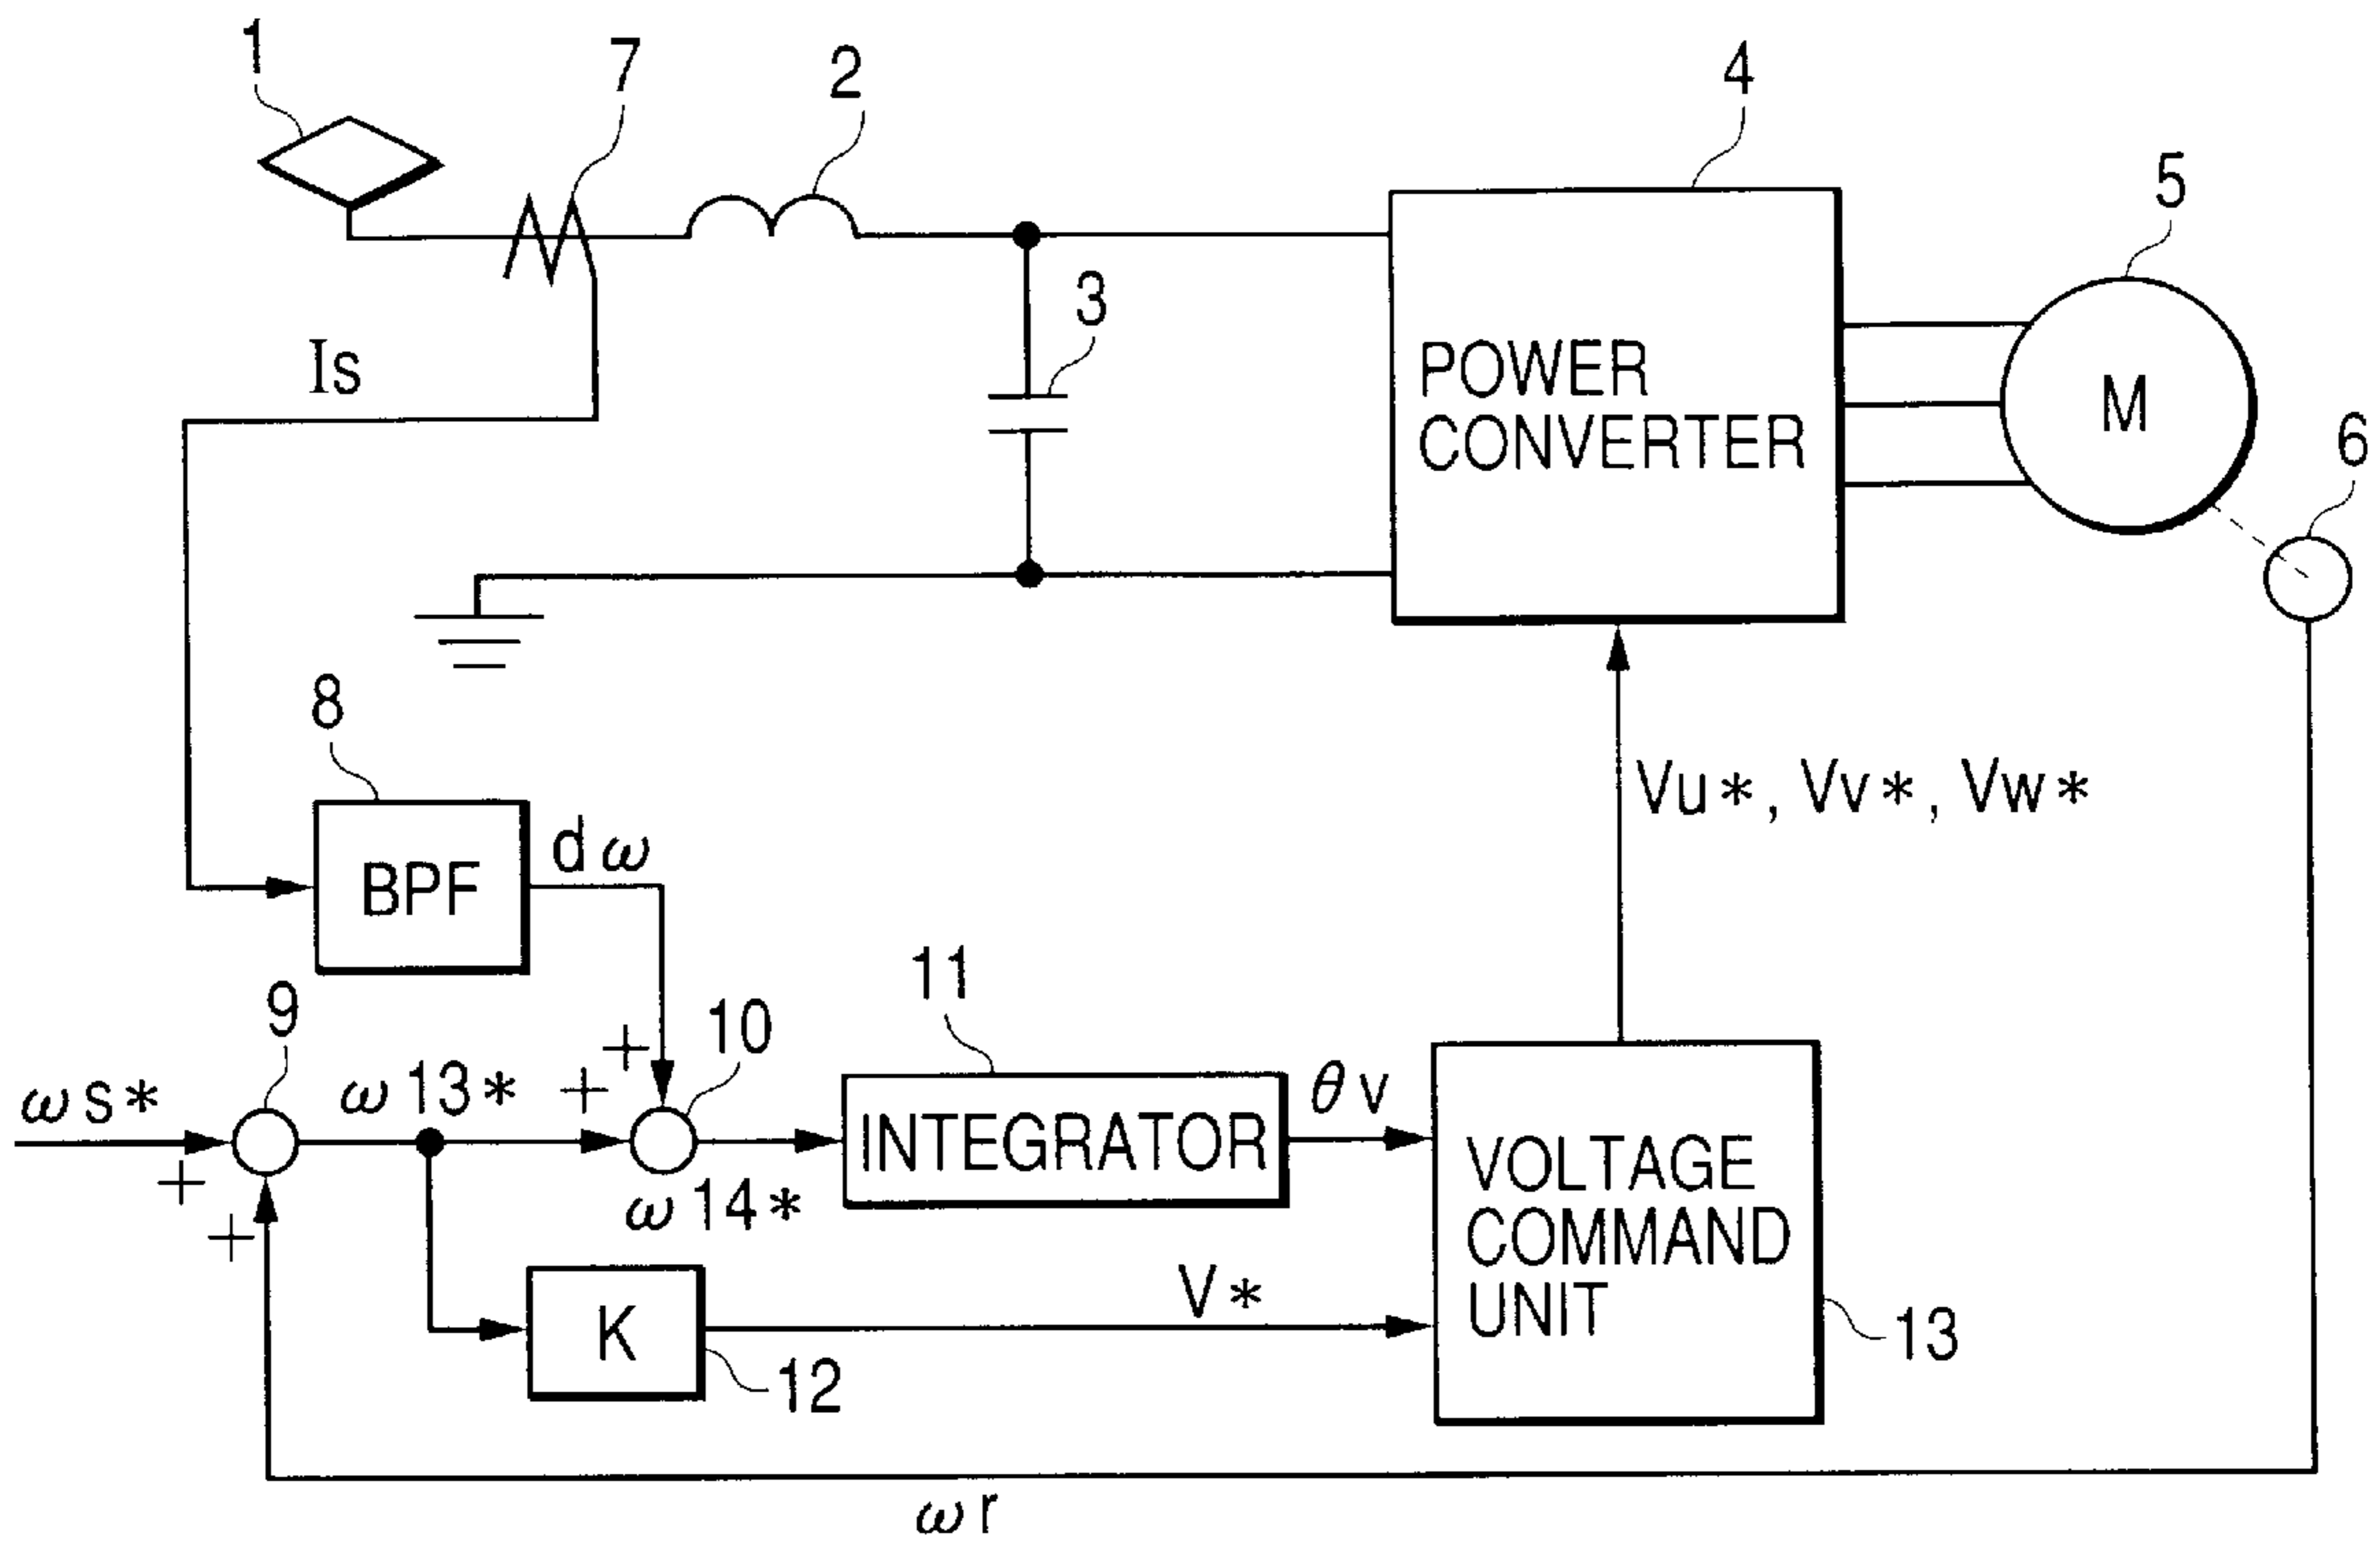 1
7
2
4
5
3
6
Is
POWER
CONVERTER
M
8
Vu*, Vv*, Vw*
BPF
dω
9
10
11
ωs*
+
+
ω13*
+
+
ω14*
INTEGRATOR
θv
VOLTAGE
COMMAND
UNIT
K
V*
12
13
ωr